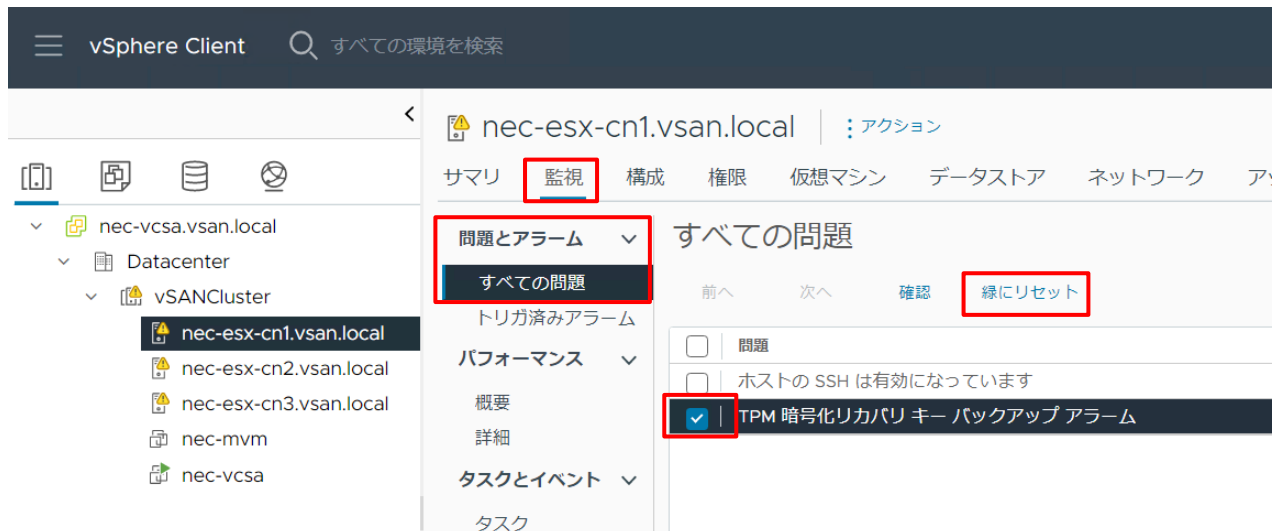 vSphere Client すべての環境を検索
nec-esx-cn1.vsan.local アクション
サマリ 監視 構成 権限 仮想マシン データストア ネットワーク
nec-vcsa.vsan.local
Datacenter
vSANCluster
nec-esx-cn1.vsan.local
nec-esx-cn2.vsan.local
nec-esx-cn3.vsan.local
nec-mvm
nec-vcsa
問題とアラーム
すべての問題
トリガ済みアラーム
パフォーマンス
概要
詳細
タスクとイベント
タスク
すべての問題
前へ 次へ 確認 緑にリセット
問題
ホストの SSH は有効になっています
TPM 暗号化リカバリ キー バックアップ アラーム